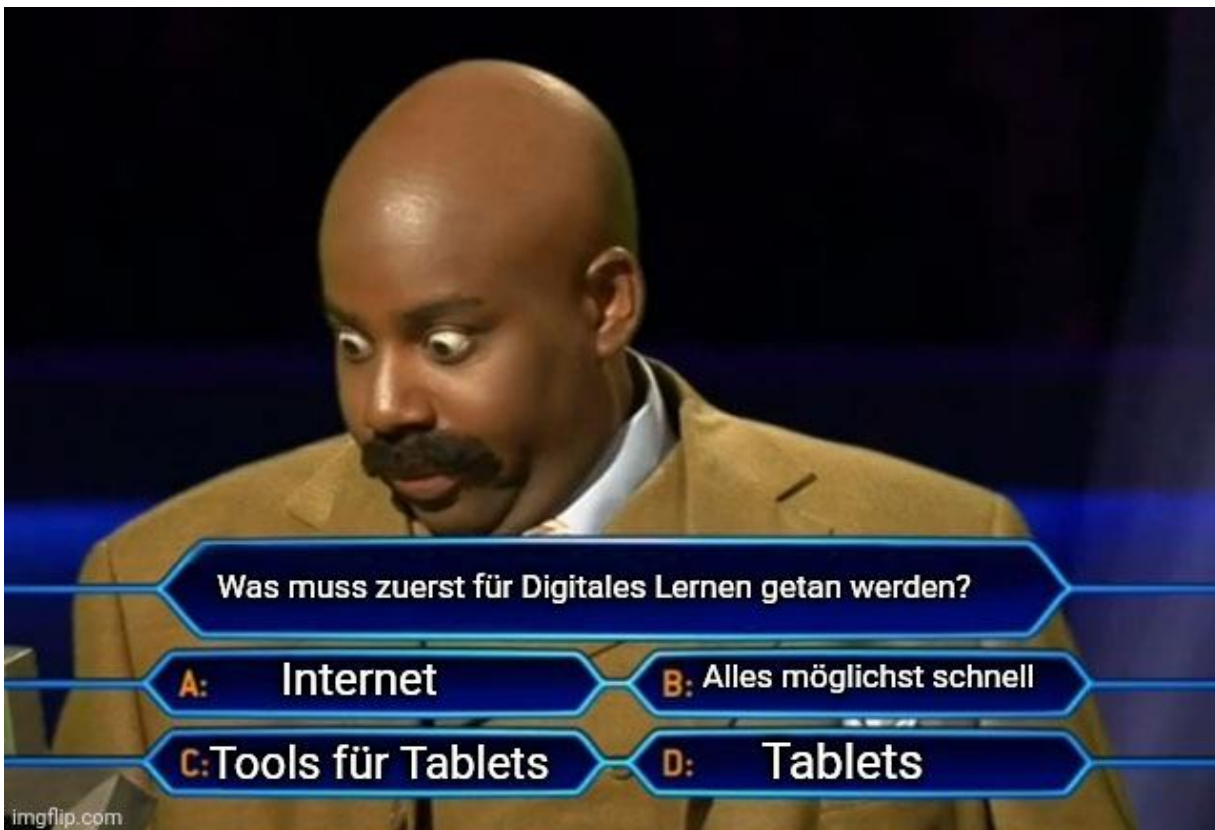 Was muss zuerst für Digitales Lernen getan werden?
A: Internet
B: Alles möglichst schnell
C:Tools für Tablets
D: Tablets
imgflip.com